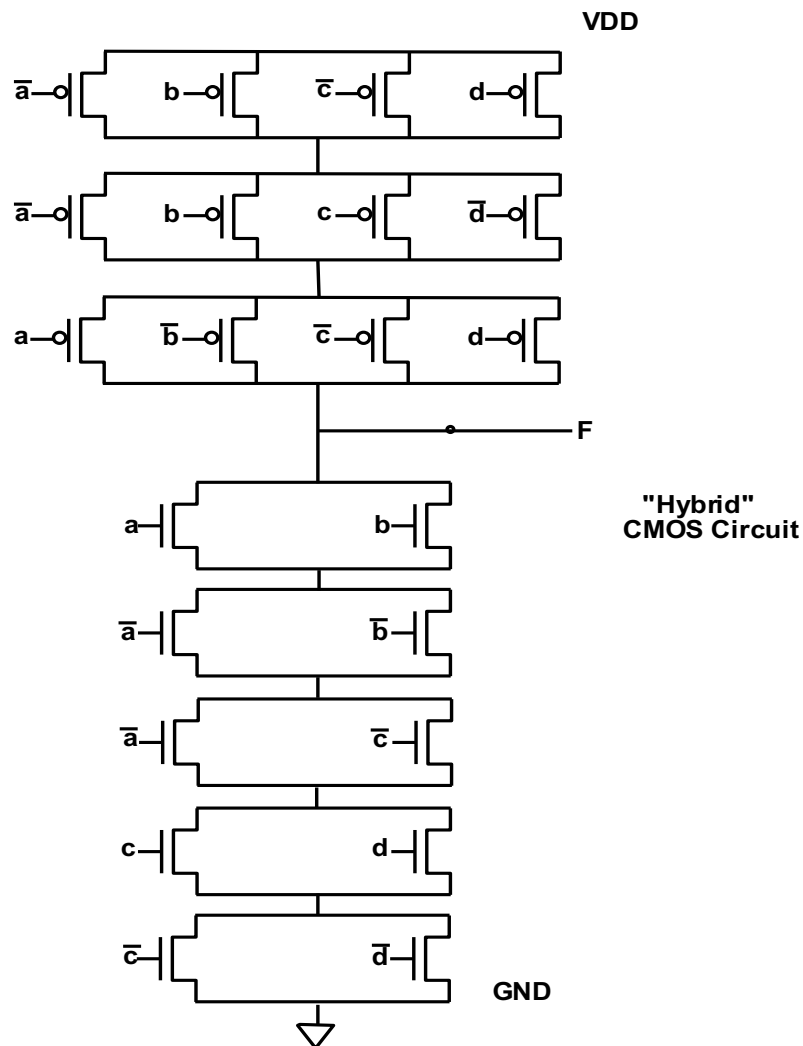 VDD
a̅ b c̅ d
a̅ b c d̅
a b̅ c̅ d
F
a b
"Hybrid"
CMOS Circuit
a̅ b̅
a̅ c̅
c d
c̅ d̅
GND